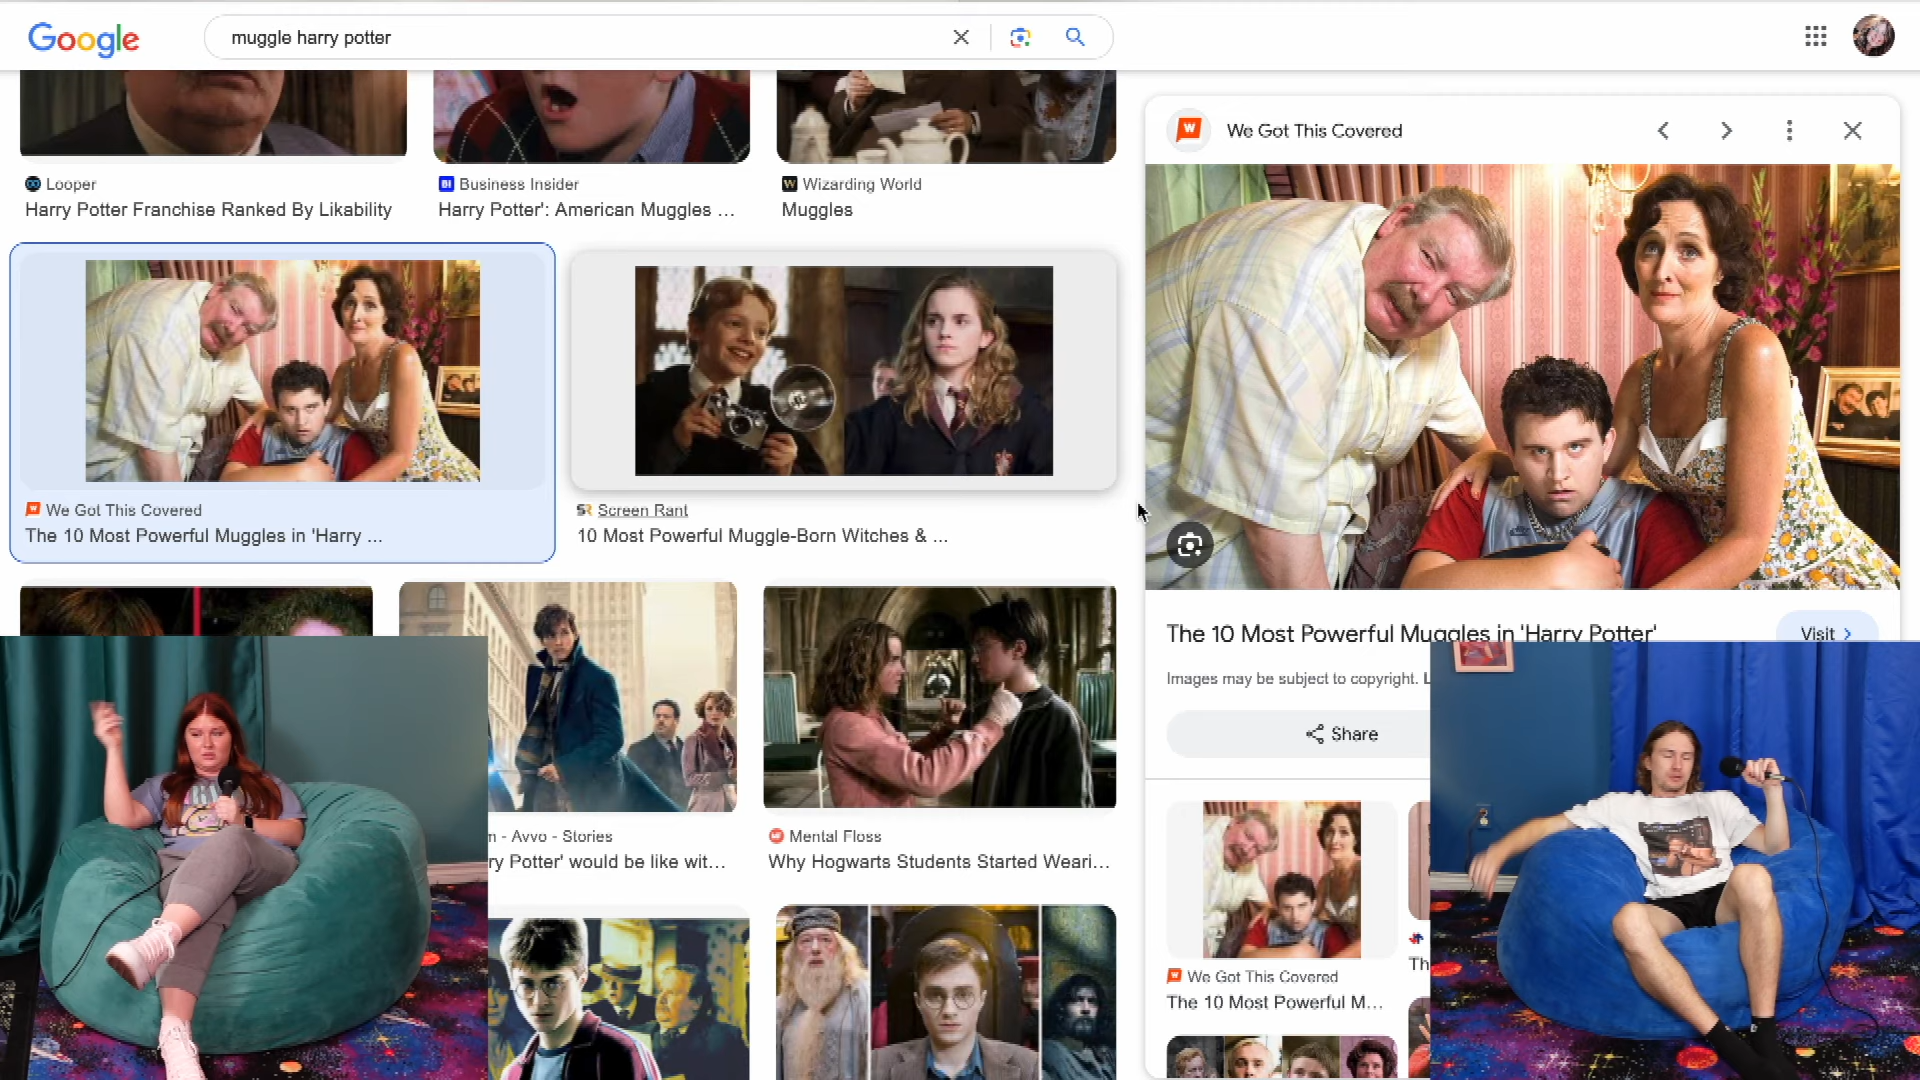 Google
muggle harry potter
Looper
Harry Potter Franchise Ranked By Likability
Business Insider
Harry Potter': American Muggles ...
Wizarding World
Muggles
We Got This Covered
We Got This Covered
The 10 Most Powerful Muggles in 'Harry ...
Screen Rant
10 Most Powerful Muggle-Born Witches & ...
The 10 Most Powerful Muggles in 'Harry Potter'
Visit
Images may be subject to copyright.
Share
- Avvo - Stories
ry Potter' would be like wit...
Mental Floss
Why Hogwarts Students Started Weari...
We Got This Covered
The 10 Most Powerful M...
Th